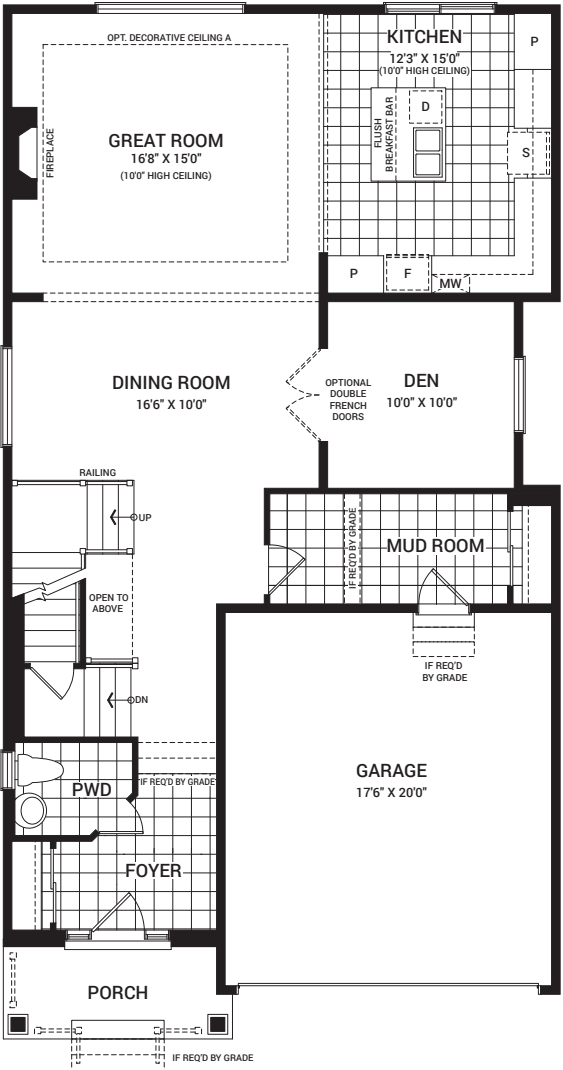 OPT. DECORATIVE CEILING A
KITCHEN
12'3" X 15'0"
(10'0" HIGH CEILING)
P
D
FLUSH
BREAKFAST BAR
S
GREAT ROOM
16'8" X 15'0"
(10'0" HIGH CEILING)
FIREPLACE
P
F
MW
DINING ROOM
16'6" X 10'0"
OPTIONAL
DOUBLE
FRENCH
DOORS
DEN
10'0" X 10'0"
RAILING
UP
IF REQ'D BY GRADE
MUD ROOM
OPEN TO
ABOVE
IF REQ'D
BY GRADE
DN
GARAGE
17'6" X 20'0"
IF REQ'D BY GRADE
PWD
FOYER
PORCH
IF REQ'D BY GRADE